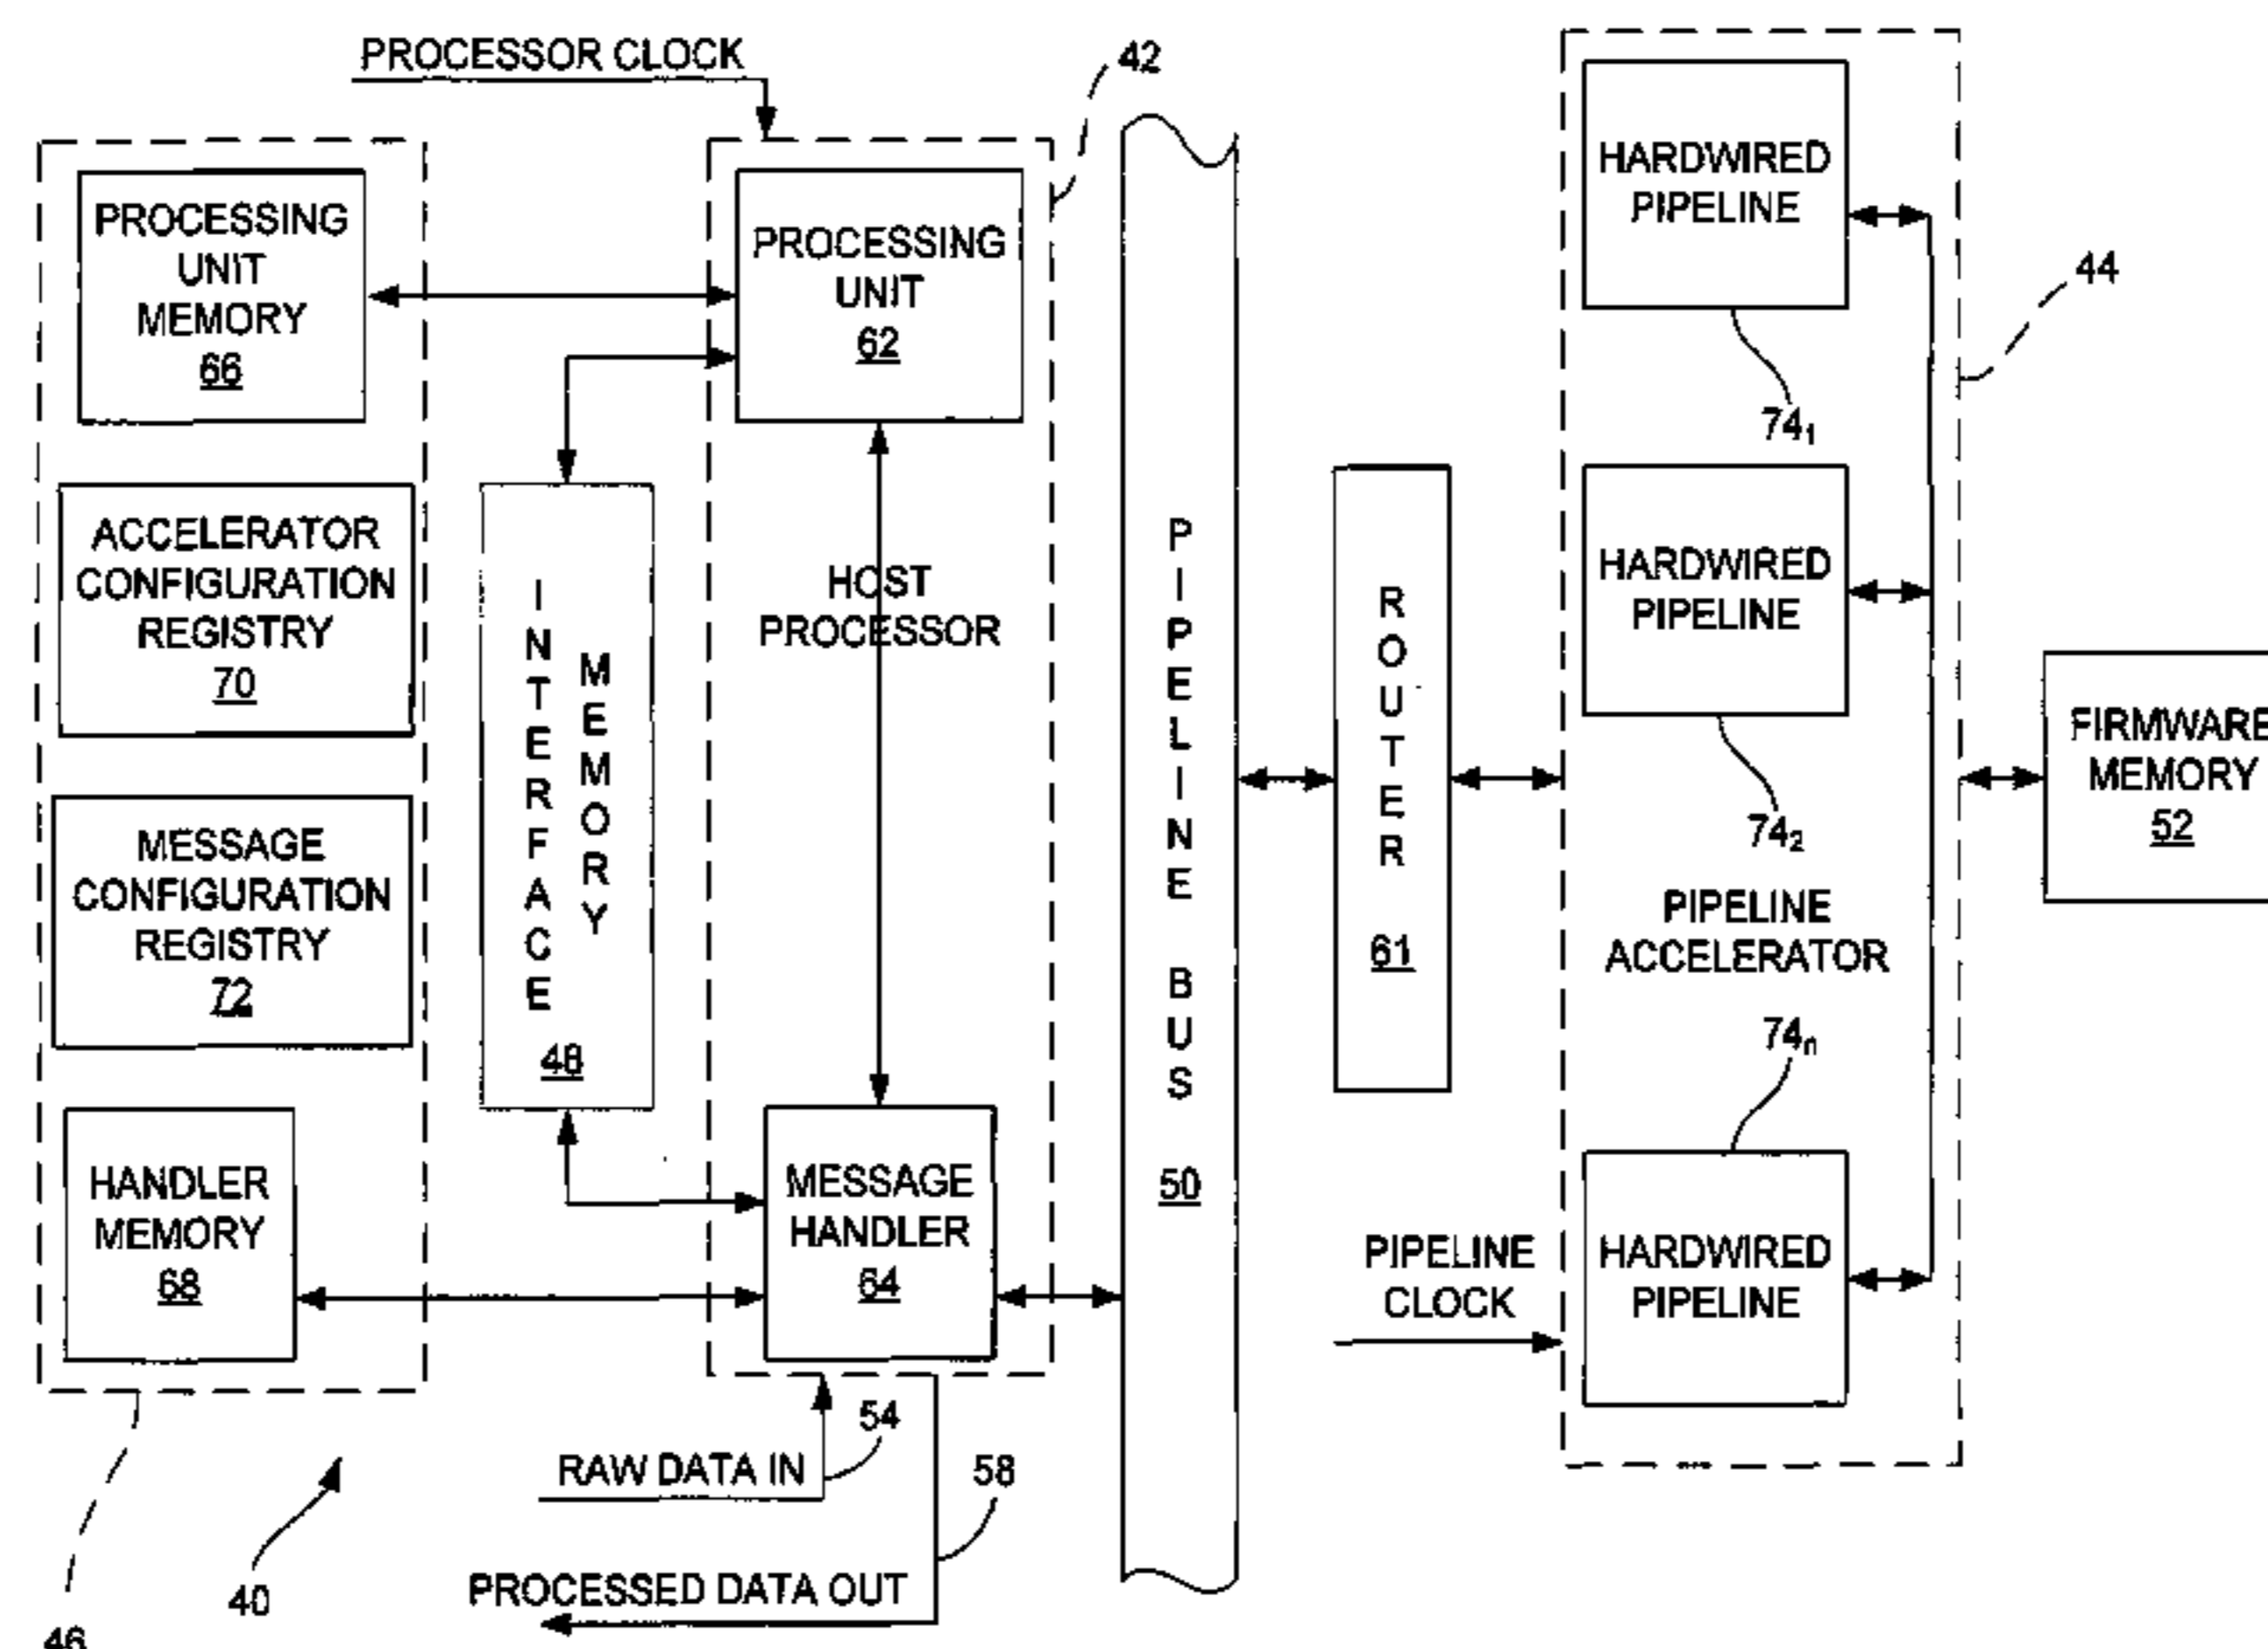 PROCESSOR CLOCK
42
PROCESSING
UNIT
MEMORY
66
ACCELERATOR
CONFIGURATION
REGISTRY
70
MESSAGE
CONFIGURATION
REGISTRY
72
HANDLER
MEMORY
68
INTERFACE
MEMORY
48
PROCESSING
UNIT
62
HOST
PROCESSOR
MESSAGE
HANDLER
64
PIPELINE BUS
50
ROUTER
61
HARDWIRED
PIPELINE
74₁
44
HARDWIRED
PIPELINE
74₂
PIPELINE
ACCELERATOR
74ₙ
HARDWIRED
PIPELINE
PIPELINE
CLOCK
FIRMWARE
MEMORY
52
RAW DATA IN
54
58
PROCESSED DATA OUT
40
46